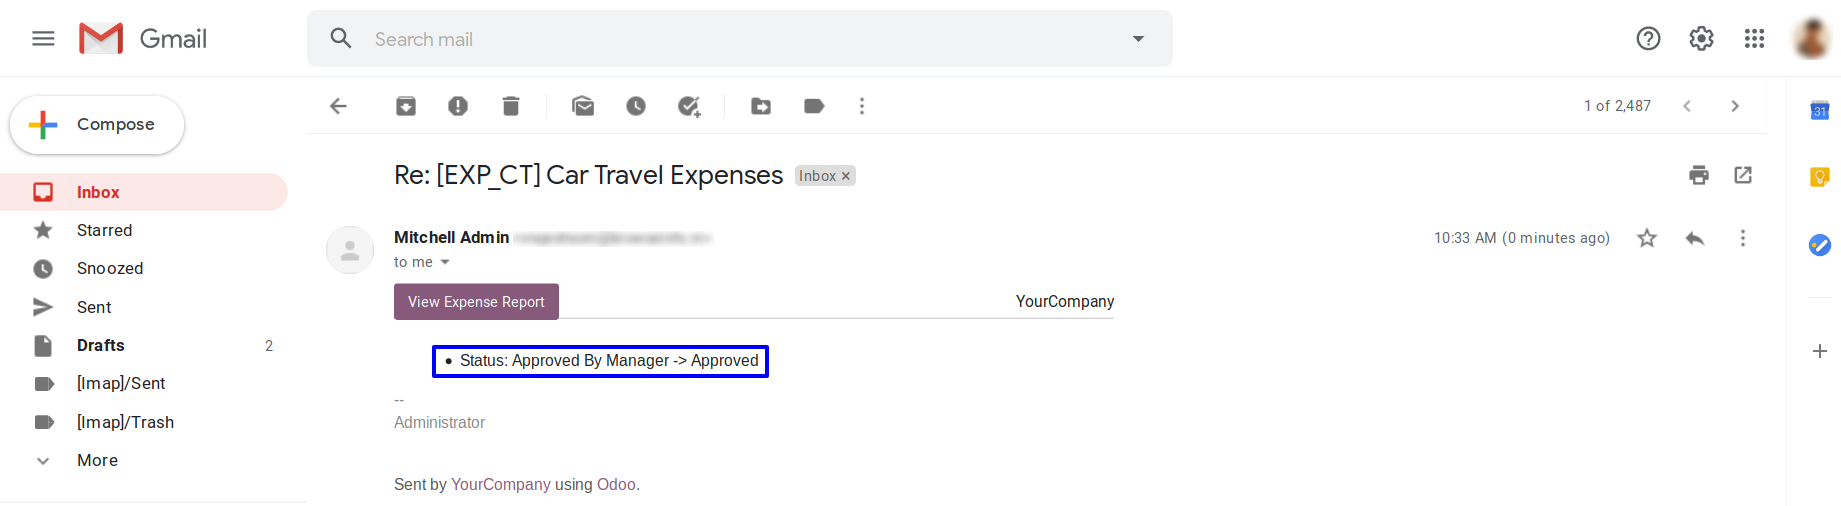 Gmail
Search mail
Compose
1 of 2,487
31
Inbox
Starred
Snoozed
Sent
Drafts 2
[Imap]/Sent
[Imap]/Trash
More
Re: [EXP_CT] Car Travel Expenses Inbox ×
Mitchell Admin
10:33 AM (0 minutes ago)
to me
View Expense Report
YourCompany
• Status: Approved By Manager -> Approved
--
Administrator
Sent by YourCompany using Odoo.